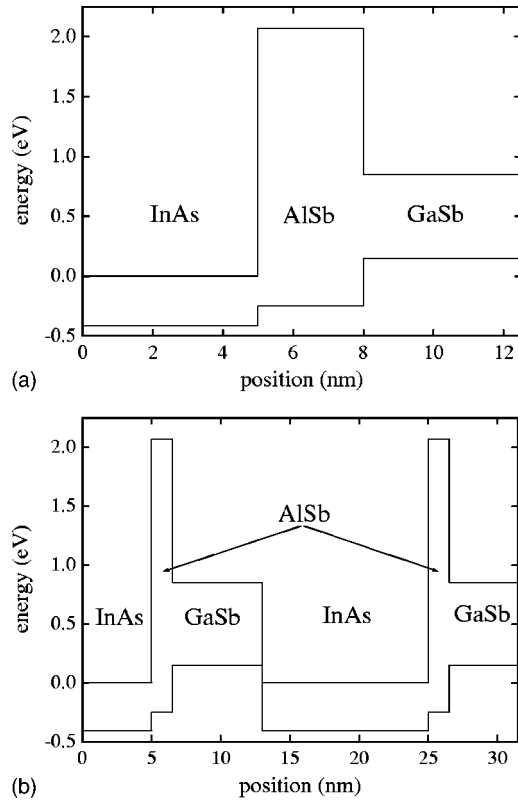 2.0
1.5
1.0
0.5
0.0
-0.5
energy (eV)
InAs
AlSb
GaSb
0
2
4
6
8
10
12
position (nm)
(a)
2.0
1.5
1.0
0.5
0.0
-0.5
energy (eV)
AlSb
InAs
GaSb
InAs
GaSb
0
5
10
15
20
25
30
position (nm)
(b)